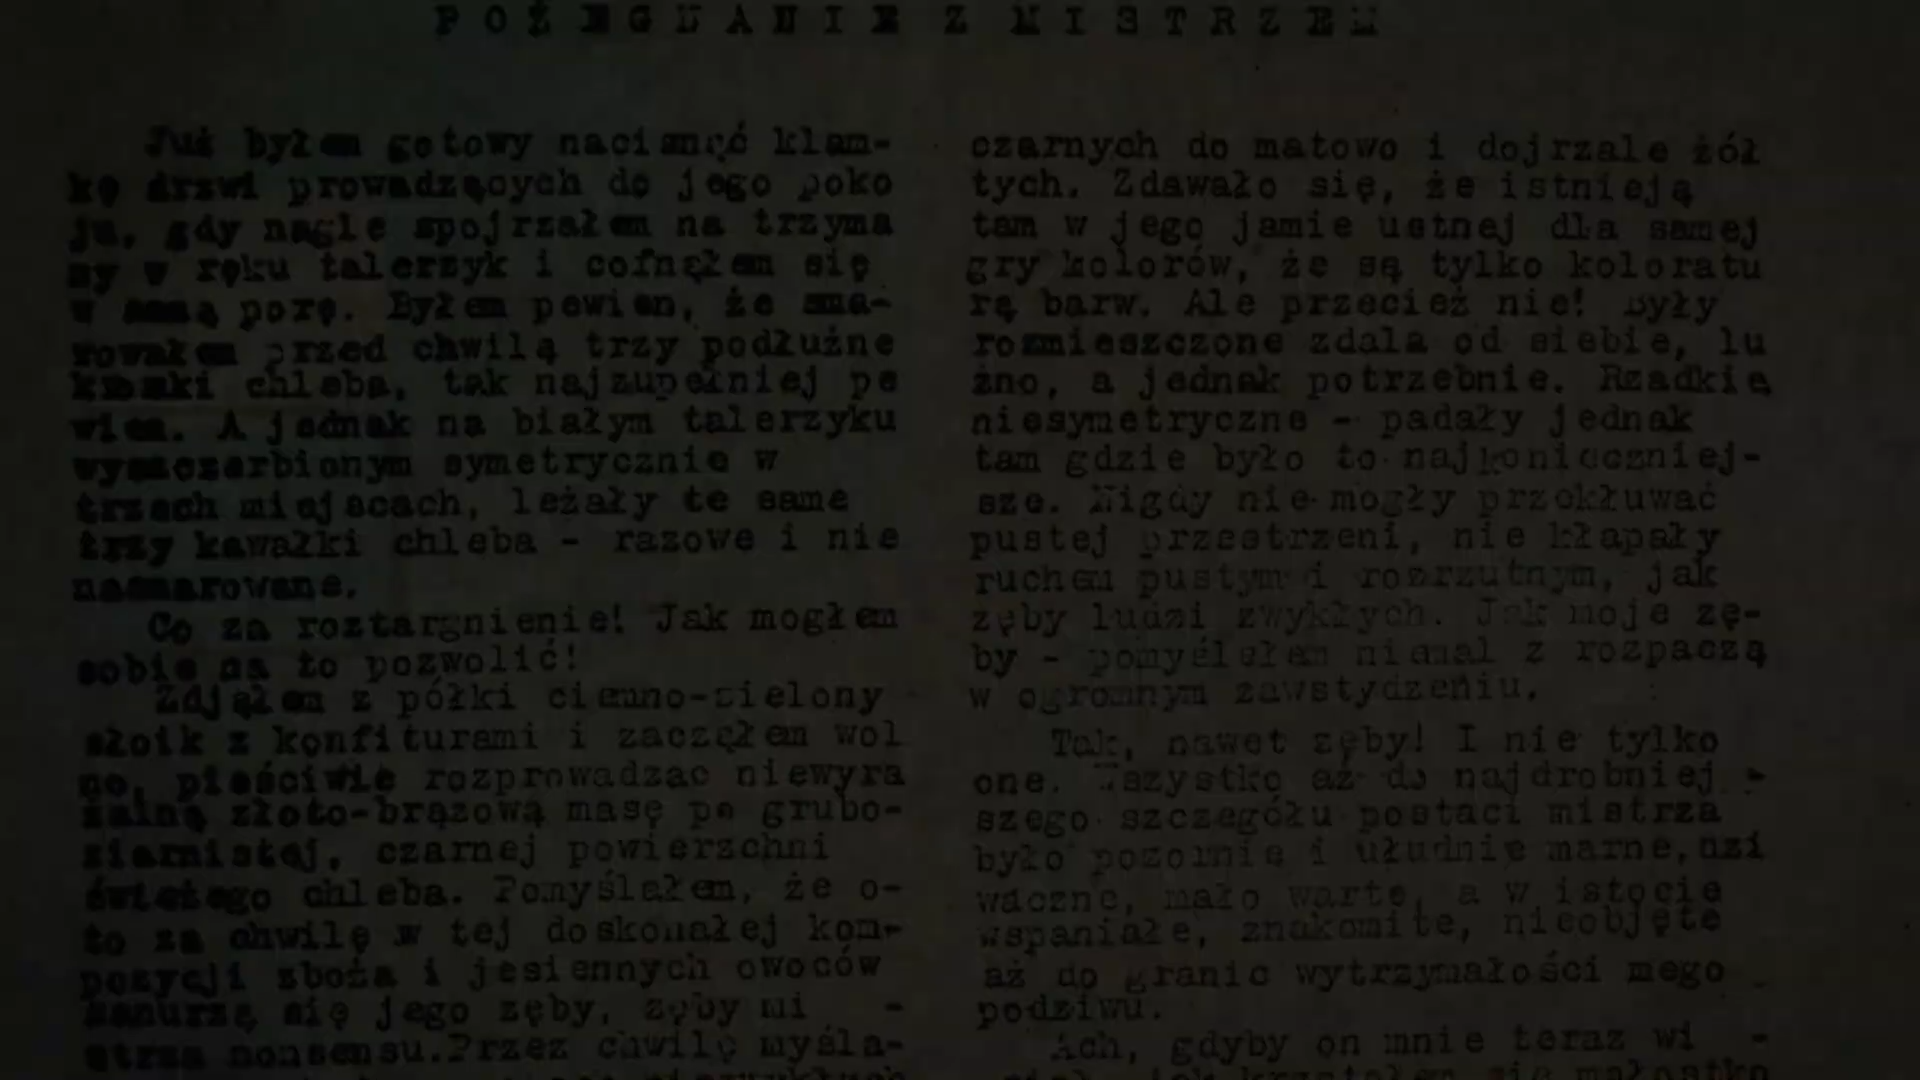 POŻEGNANIE Z MISTRZEM
Już byłem gotowy nacisnąć klam-
kę drzwi prowadzących do jego poko
ju, gdy nagle spojrzałem na trzyma
ny w ręku talerzyk i cofnąłem się
w samą porę. Byłem pewien, że sma-
rowałem przed chwilą trzy podłużne
kromki chleba, tak najzupełniej pe
wien. A jednak na białym talerzyku
wyszczerbionym symetrycznie w
trzech miejscach, leżały te same
trzy kawałki chleba - razowe i nie
nasmarowane.
Co za roztargnienie! Jak mogłem
sobie na to pozwolić!
Zdjąłem z półki ciemno-zielony
słoik z konfiturami i zacząłem wol
no, pieściwie rozprowadzać niewyra
źalną złoto-brązową masę po grubo-
ziarnistej, czarnej powierzchni
świętego chleba. Pomyślałem, że o-
to za chwilę w tej doskonałej kom-
pozycji zboża i jesiennych owoców
zanurzą się jego zęby, zęby mi -
strza nonsensu. Przez chwilę myśla-
czarnych do matowo i dojrzale żół
tych. Zdawało się, że istnieją
tam w jego jamie ustnej dla samej
gry kolorów, że są tylko koloratu
rą barw. Ale przecież nie! Były
rozmieszczone zdala od siebie, lu
źno, a jednak potrzebnie. Rzadkie
niesymetryczne - padały jednak
tam gdzie było to najkonieczniej-
sze. Nigdy nie mogły przekłuwać
pustej przestrzeni, nie kłapały
ruchem pustym i rozrzutnym, jak
zęby ludzi zwykłych. Jak moje zę-
by - pomyślałem niemal z rozpaczą
w ogromnym zawstydzeniu.
Tak, nawet zęby! I nie tylko
one. Wszystko aż do najdrobniej -
szego szczegółu postaci mistrza
było pozornie i ułudnie marne, nzi
waczne, mało warte, a w istocie
wspaniałe, znakomite, nieobjęte
aż do granic wytrzymałości mego
podziwu.
Ach, gdyby on mnie teraz wi -